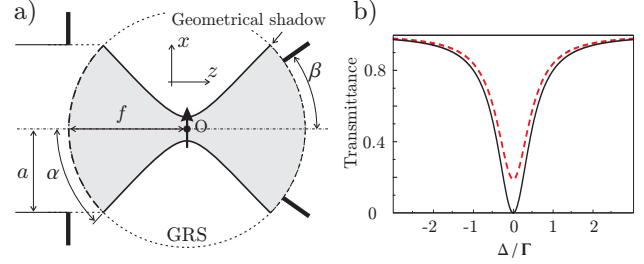 a)
Geometrical shadow
x
z
β
f
O
a
α
GRS
b)
Transmittance
0.8
0.4
0
-2
-1
0
1
2
Δ/Γ